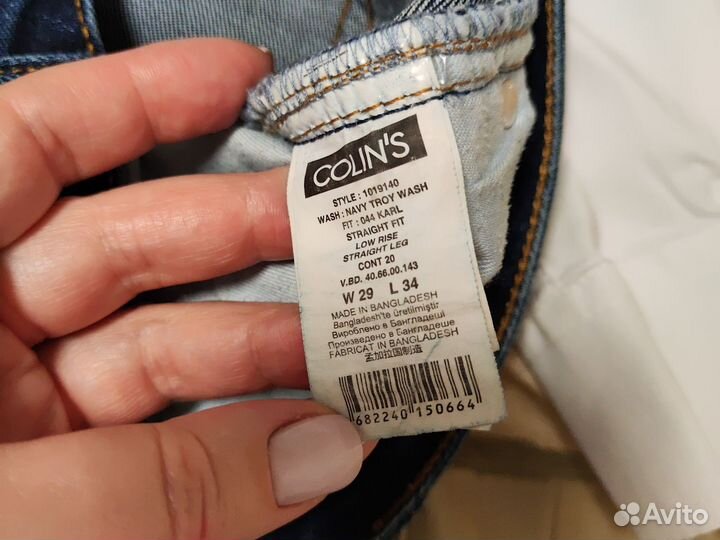 COLIN'S
STYLE : 1019140
WASH : NAVY TROY WASH
FIT : 044 KARL
STRAIGHT FIT
LOW RISE
STRAIGHT LEG
CONT 20
V.BD. 40.66.00.143
W 29 L 34
MADE IN BANGLADESH
Bangladesh'te üretilmiştir
Вироблено в Бангладеші
Произведено в Бангладеше
FABRICAT IN BANGLADESH
孟加拉国制造
682240 150664
Avito